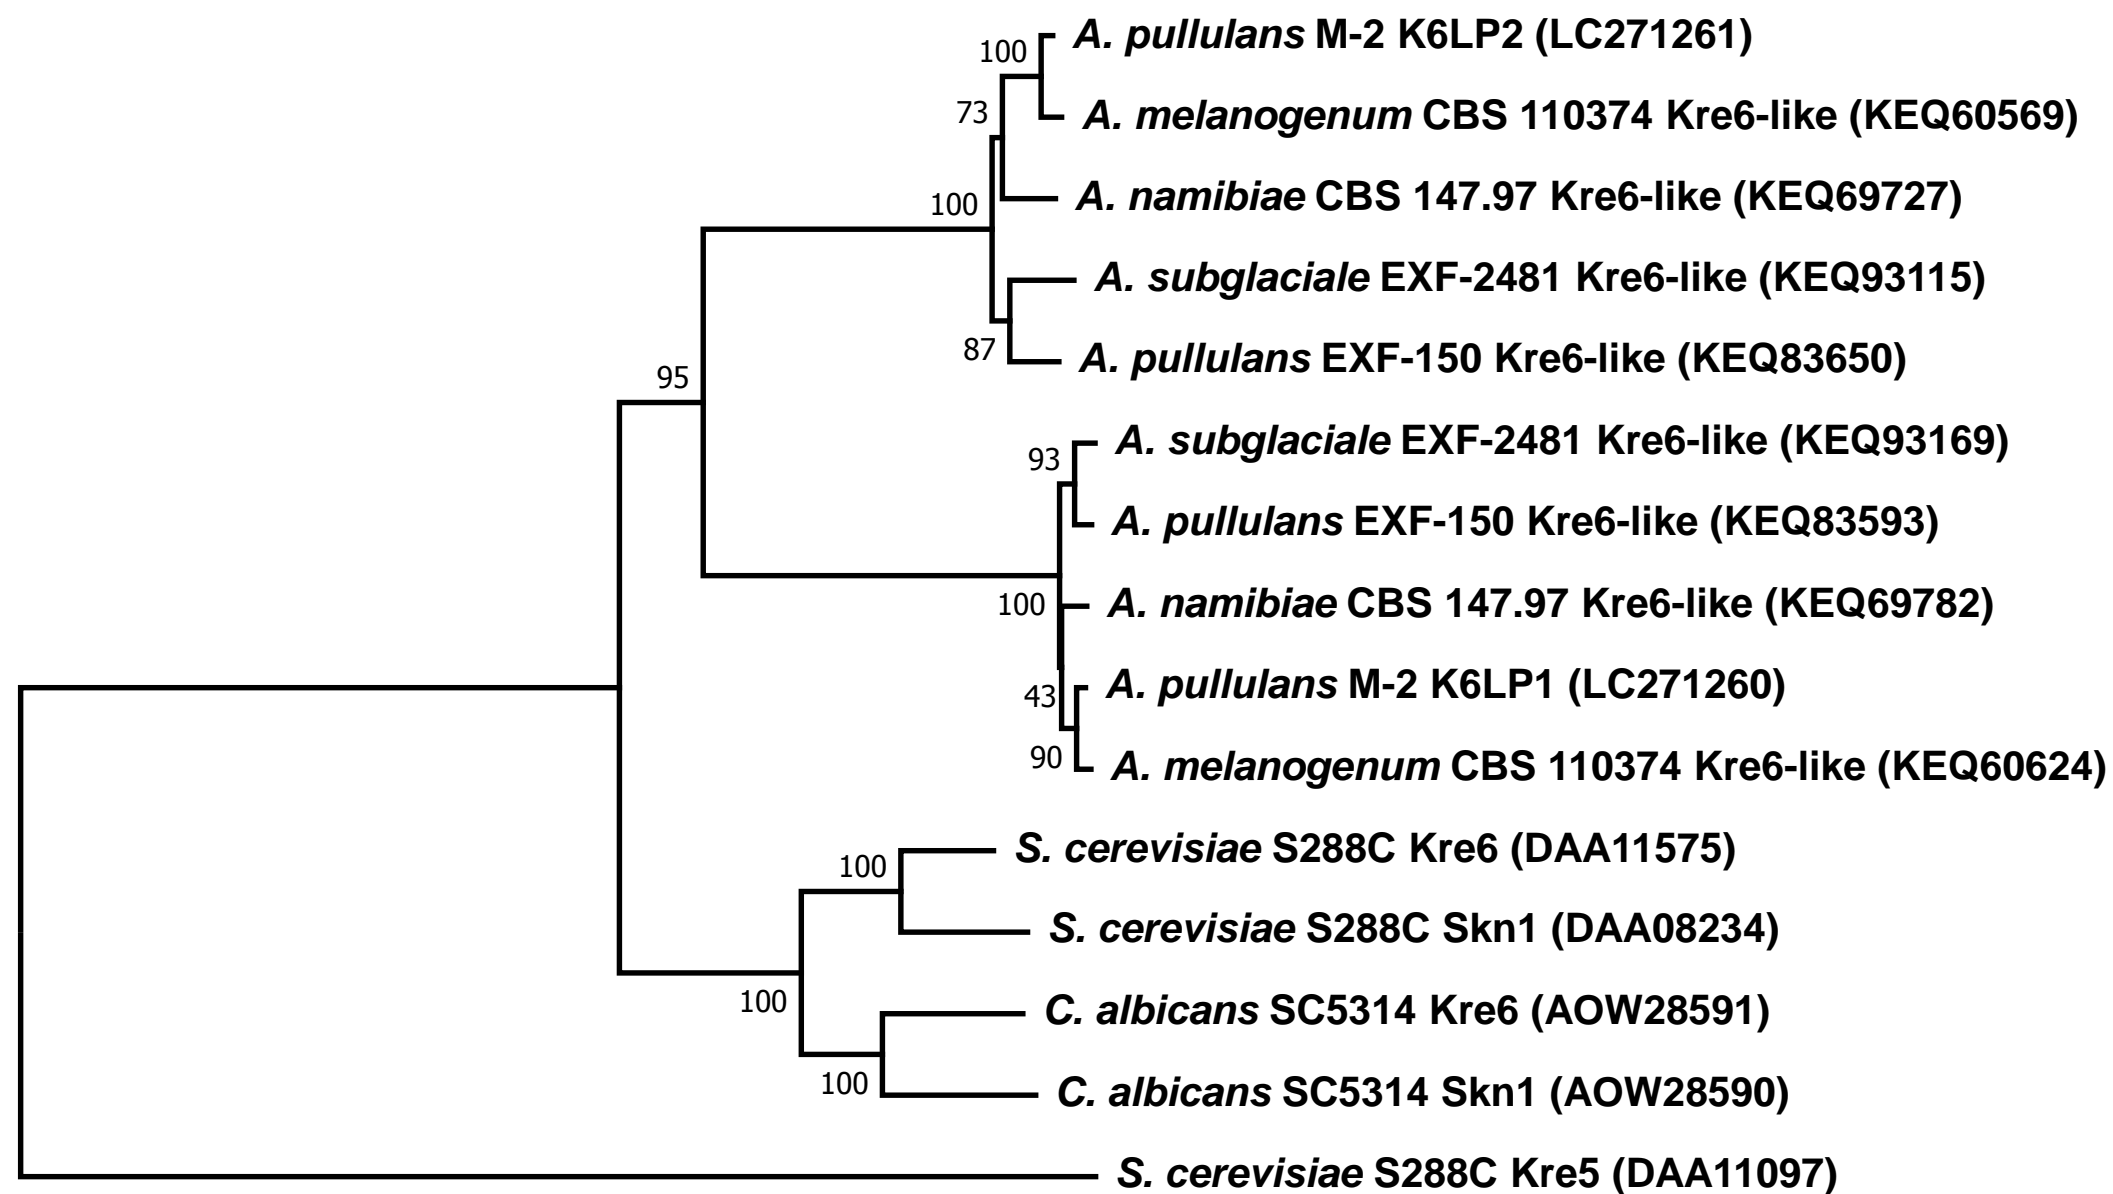 100
A. pullulans M-2 K6LP2 (LC271261)
73
A. melanogenum CBS 110374 Kre6-like (KEQ60569)
100
A. namibiae CBS 147.97 Kre6-like (KEQ69727)
A. subglaciale EXF-2481 Kre6-like (KEQ93115)
87
A. pullulans EXF-150 Kre6-like (KEQ83650)
95
93
A. subglaciale EXF-2481 Kre6-like (KEQ93169)
A. pullulans EXF-150 Kre6-like (KEQ83593)
100
A. namibiae CBS 147.97 Kre6-like (KEQ69782)
43
A. pullulans M-2 K6LP1 (LC271260)
90
A. melanogenum CBS 110374 Kre6-like (KEQ60624)
100
S. cerevisiae S288C Kre6 (DAA11575)
S. cerevisiae S288C Skn1 (DAA08234)
100
C. albicans SC5314 Kre6 (AOW28591)
100
C. albicans SC5314 Skn1 (AOW28590)
S. cerevisiae S288C Kre5 (DAA11097)